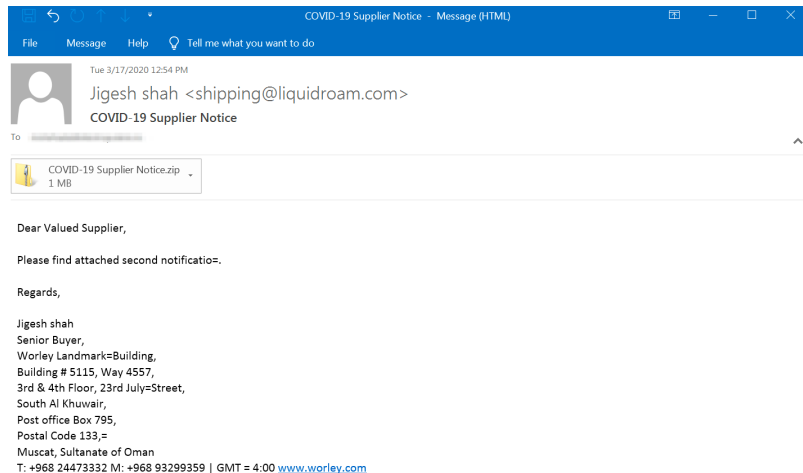 COVID-19 Supplier Notice - Message (HTML)
File Message Help Tell me what you want to do
Tue 3/17/2020 12:54 PM
Jigesh shah <shipping@liquidroam.com>
COVID-19 Supplier Notice
To
COVID-19 Supplier Notice.zip
1 MB
Dear Valued Supplier,
Please find attached second notificatio=.
Regards,
Jigesh shah
Senior Buyer,
Worley Landmark=Building,
Building # 5115, Way 4557,
3rd & 4th Floor, 23rd July=Street,
South Al Khuwair,
Post office Box 795,
Postal Code 133,=
Muscat, Sultanate of Oman
T: +968 24473332 M: +968 93299359 | GMT = 4:00 www.worley.com